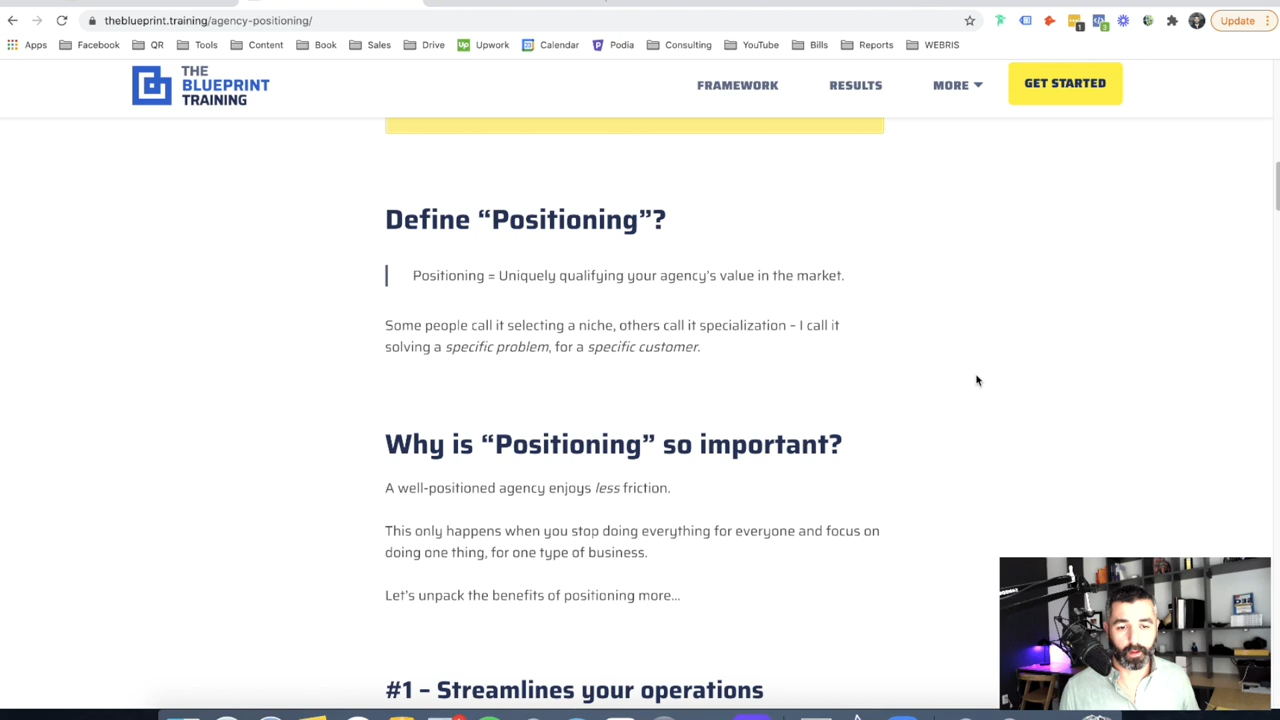 theblueprint.training/agency-positioning/
Update
1
3
Apps
Facebook
QR
Tools
Content
Book
Sales
Drive
Up
Upwork
Calendar
Podia
Consulting
YouTube
Bills
Reports
WEBRIS
THE
BLUEPRINT
TRAINING
FRAMEWORK
RESULTS
MORE
GET STARTED
Define “Positioning”?
Positioning = Uniquely qualifying your agency’s value in the market.
Some people call it selecting a niche, others call it specialization – I call it
solving a specific problem, for a specific customer.
Why is “Positioning” so important?
A well-positioned agency enjoys less friction.
This only happens when you stop doing everything for everyone and focus on
doing one thing, for one type of business.
Let’s unpack the benefits of positioning more…
#1 – Streamlines your operations